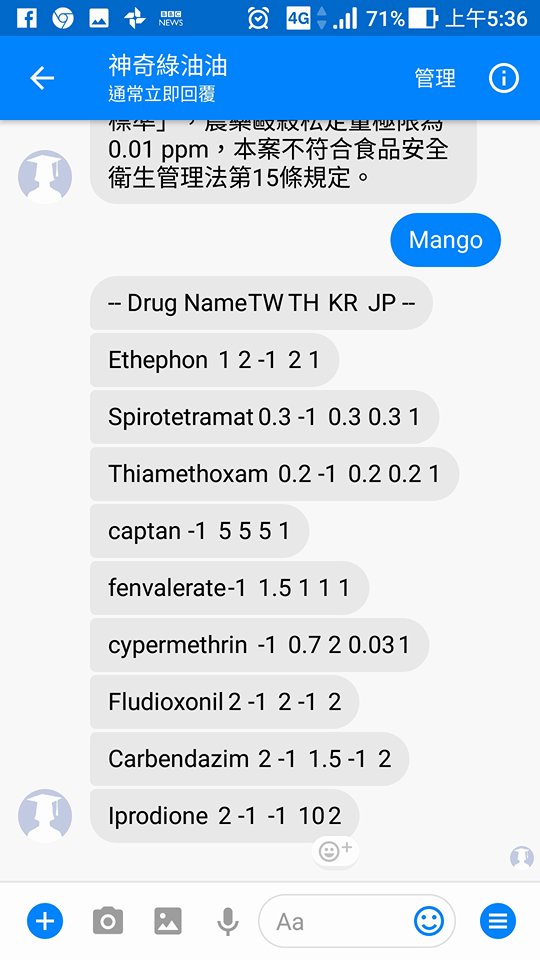 BBC
NEWS
4G
71%
上午5:36
神奇綠油油
通常立即回覆
管理
標準」，農藥毆殺松定量極限為
0.01 ppm，本案不符合食品安全
衛生管理法第15條規定。
Mango
-- Drug NameTW TH KR JP --
Ethephon 1 2 -1 2 1
Spirotetramat 0.3 -1 0.3 0.3 1
Thiamethoxam 0.2 -1 0.2 0.2 1
captan -1 5 5 5 1
fenvalerate-1 1.5 1 1 1
cypermethrin -1 0.7 2 0.03 1
Fludioxonil 2 -1 2 -1 2
Carbendazim 2 -1 1.5 -1 2
Iprodione 2 -1 -1 10 2
Aa